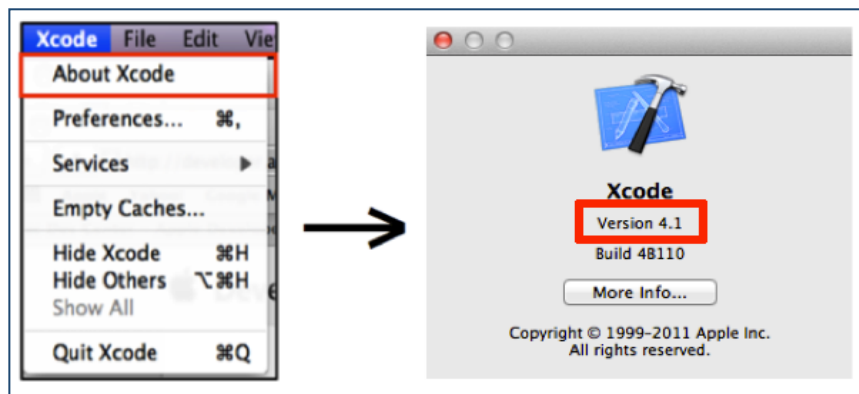 Xcode File Edit Vie
About Xcode
Preferences... ⌘,
Services ▶
Empty Caches...
Hide Xcode ⌘H
Hide Others ⌥⌘H
Show All
Quit Xcode ⌘Q
Xcode
Version 4.1
Build 4B110
More Info...
Copyright © 1999-2011 Apple Inc.
All rights reserved.